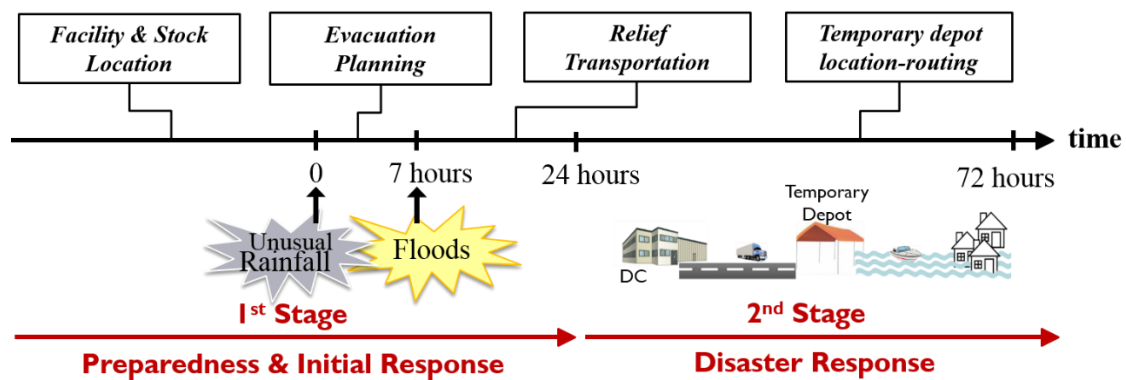 Facility & Stock
Location
Evacuation
Planning
Relief
Transportation
Temporary depot
location-routing
time
0
7 hours
24 hours
72 hours
Unusual
Rainfall
Floods
Temporary
Depot
DC
1st Stage
2nd Stage
Preparedness & Initial Response
Disaster Response